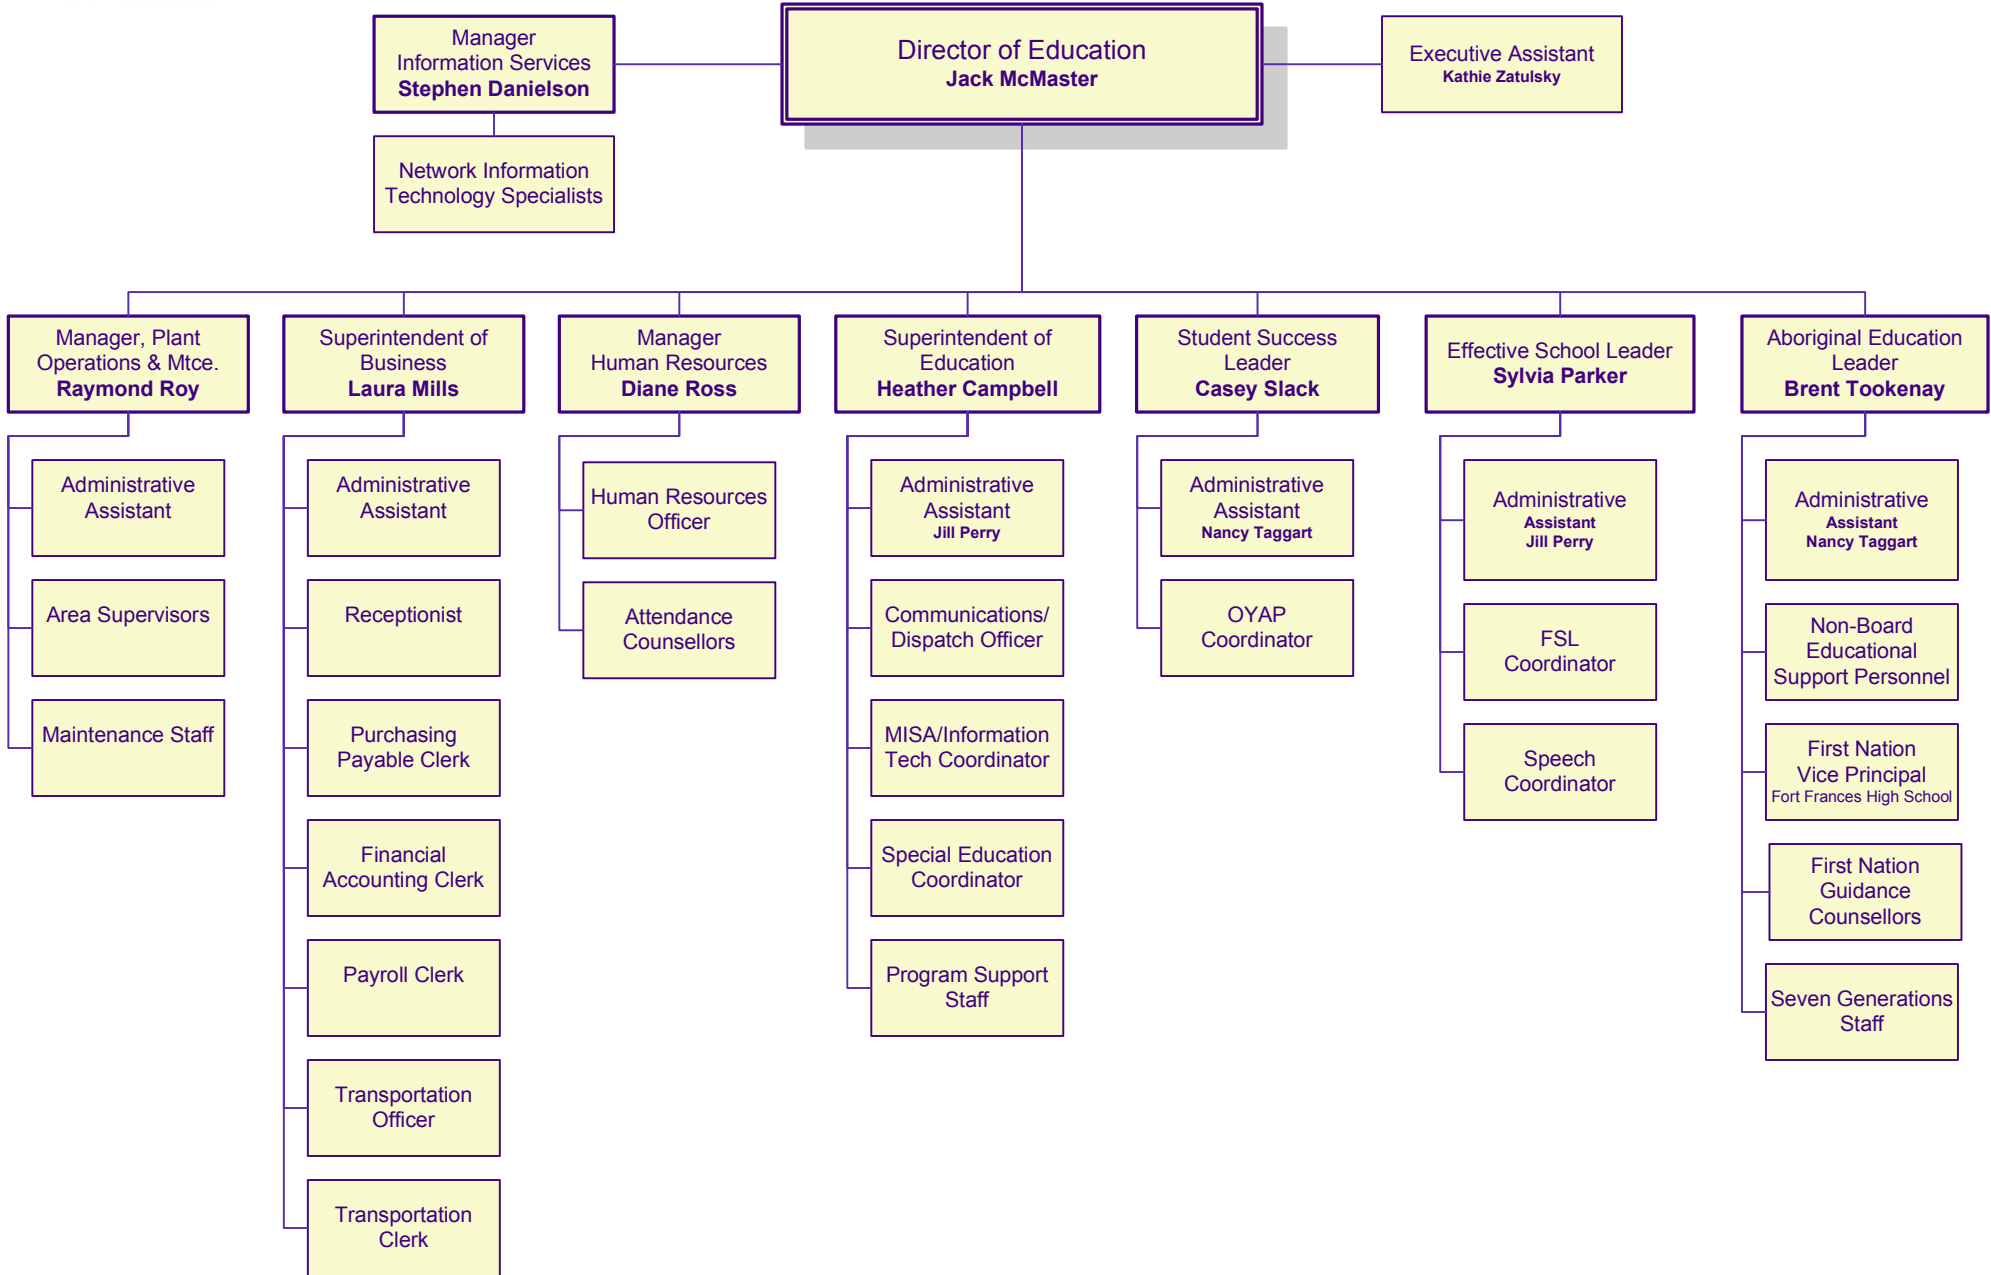 Manager
Information Services
Stephen Danielson
Director of Education
Jack McMaster
Executive Assistant
Kathie Zatulsky
Network Information
Technology Specialists
Manager, Plant
Operations & Mtce.
Raymond Roy
Superintendent of
Business
Laura Mills
Manager
Human Resources
Diane Ross
Superintendent of
Education
Heather Campbell
Student Success
Leader
Casey Slack
Effective School Leader
Sylvia Parker
Aboriginal Education
Leader
Brent Tookenay
Administrative
Assistant
Area Supervisors
Maintenance Staff
Administrative
Assistant
Receptionist
Purchasing
Payable Clerk
Financial
Accounting Clerk
Payroll Clerk
Transportation
Officer
Transportation
Clerk
Human Resources
Officer
Attendance
Counsellors
Administrative
Assistant
Jill Perry
Communications/
Dispatch Officer
MISA/Information
Tech Coordinator
Special Education
Coordinator
Program Support
Staff
Administrative
Assistant
Nancy Taggart
OYAP
Coordinator
Administrative
Assistant
Jill Perry
FSL
Coordinator
Speech
Coordinator
Administrative
Assistant
Nancy Taggart
Non-Board
Educational
Support Personnel
First Nation
Vice Principal
Fort Frances High School
First Nation
Guidance
Counsellors
Seven Generations
Staff